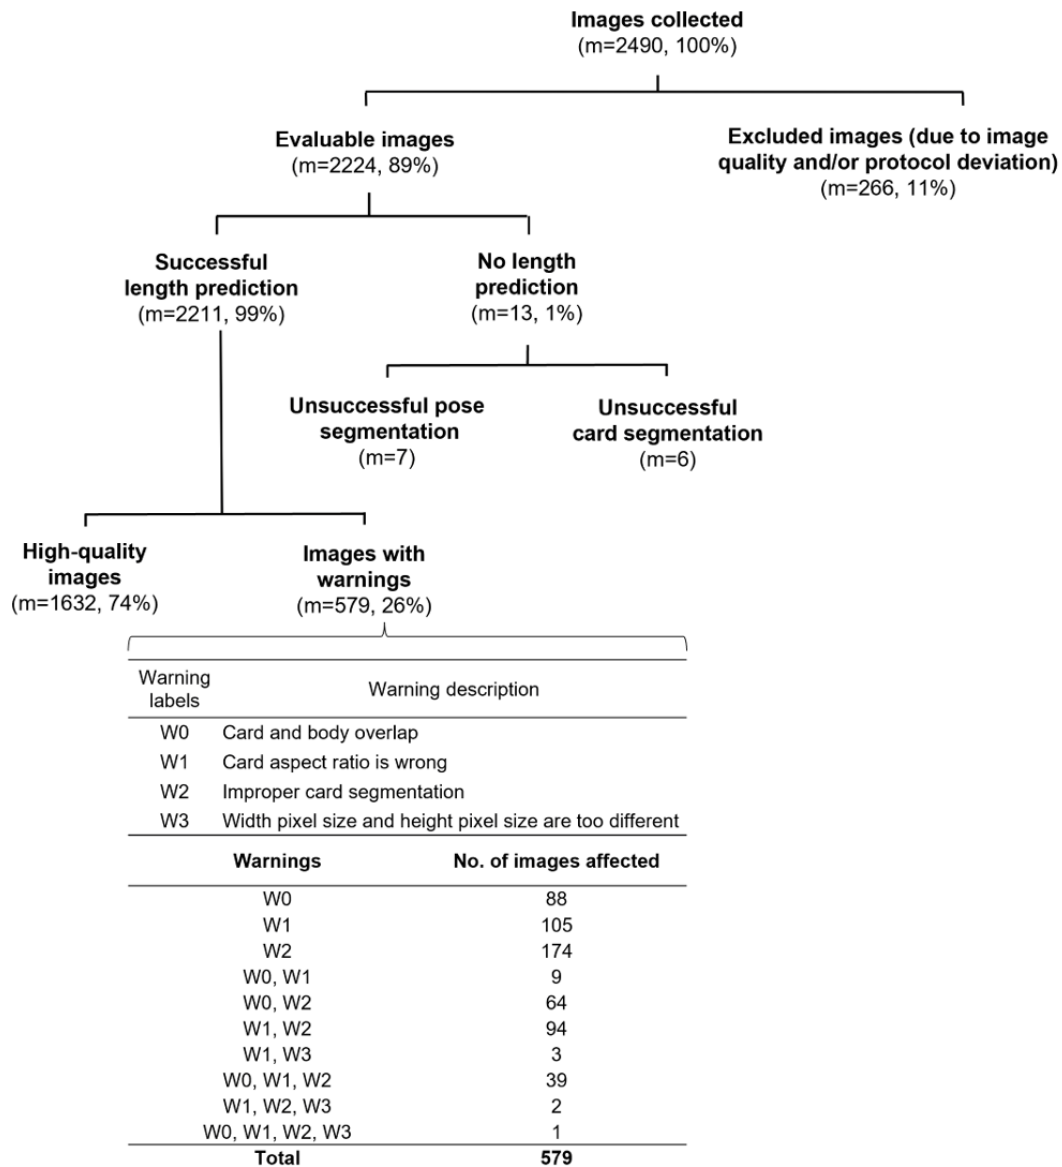 Images collected
(m=2490, 100%)
Evaluable images
(m=2224, 89%)
Excluded images (due to image
quality and/or protocol deviation)
(m=266, 11%)
Successful
length prediction
(m=2211, 99%)
No length
prediction
(m=13, 1%)
Unsuccessful pose
segmentation
(m=7)
Unsuccessful
card segmentation
(m=6)
High-quality
images
(m=1632, 74%)
Images with
warnings
(m=579, 26%)
Warning
labels
Warning description
W0 Card and body overlap
W1 Card aspect ratio is wrong
W2 Improper card segmentation
W3 Width pixel size and height pixel size are too different
Warnings No. of images affected
W0 88
W1 105
W2 174
W0, W1 9
W0, W2 64
W1, W2 94
W1, W3 3
W0, W1, W2 39
W1, W2, W3 2
W0, W1, W2, W3 1
Total 579